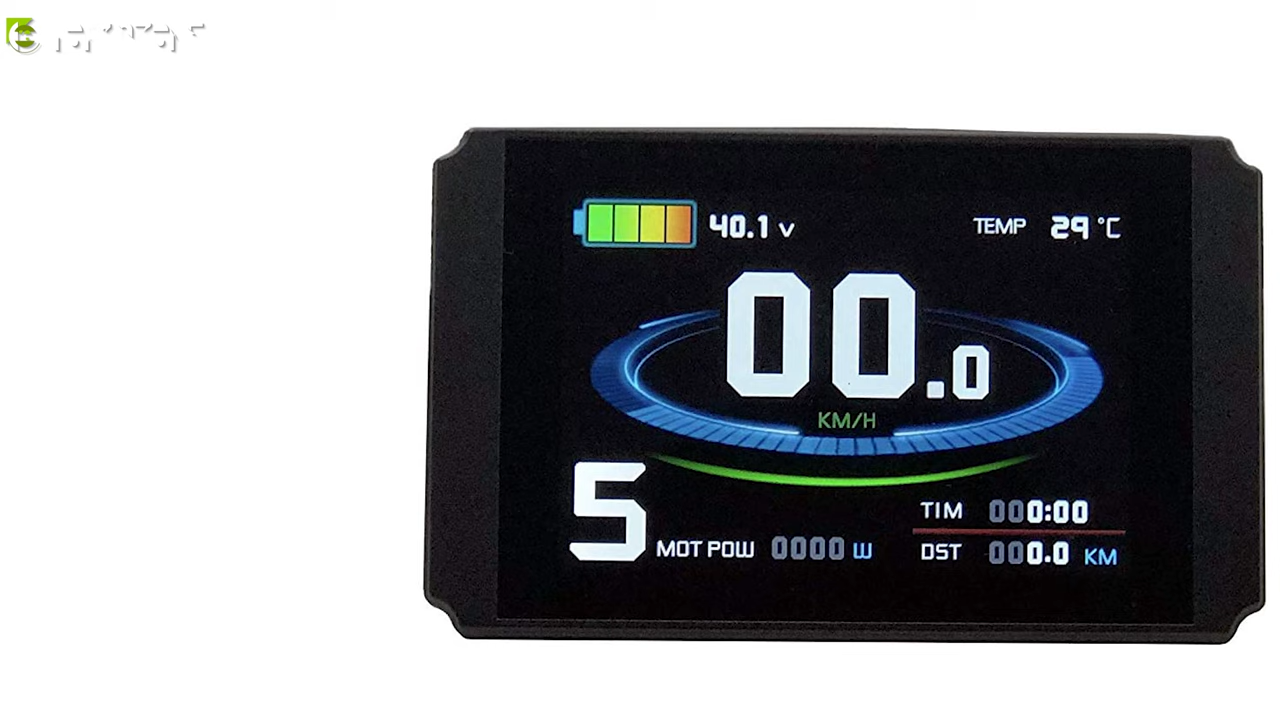 40.1 V
TEMP 29 °C
00.0
KM/H
5
MOT POW 0000 W
TIM 000:00
DST 000.0 KM